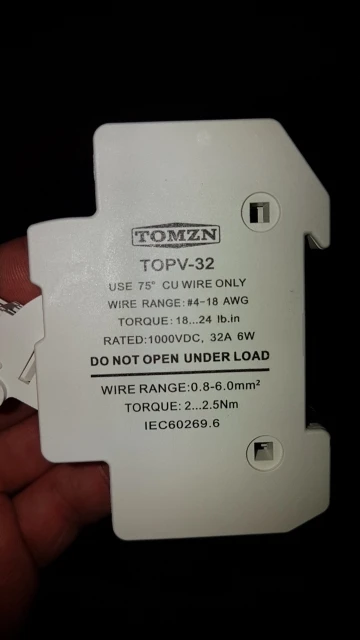 TOMZN
TOPV-32
USE 75° CU WIRE ONLY
WIRE RANGE: #4-18 AWG
TORQUE: 18...24 lb.in
RATED:1000VDC, 32A 6W
DO NOT OPEN UNDER LOAD
WIRE RANGE:0.8-6.0mm²
TORQUE: 2...2.5Nm
IEC60269.6